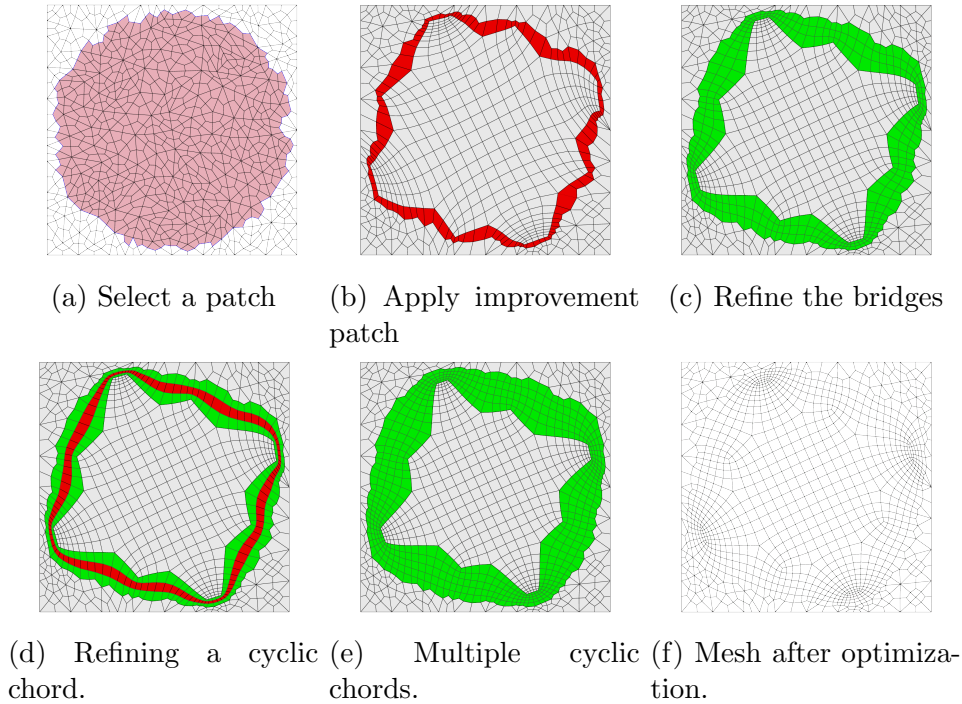 (a) Select a patch
(b) Apply improvement
patch
(c) Refine the bridges
(d) Refining a cyclic
chord.
(e) Multiple cyclic
chords.
(f) Mesh after optimiza-
tion.